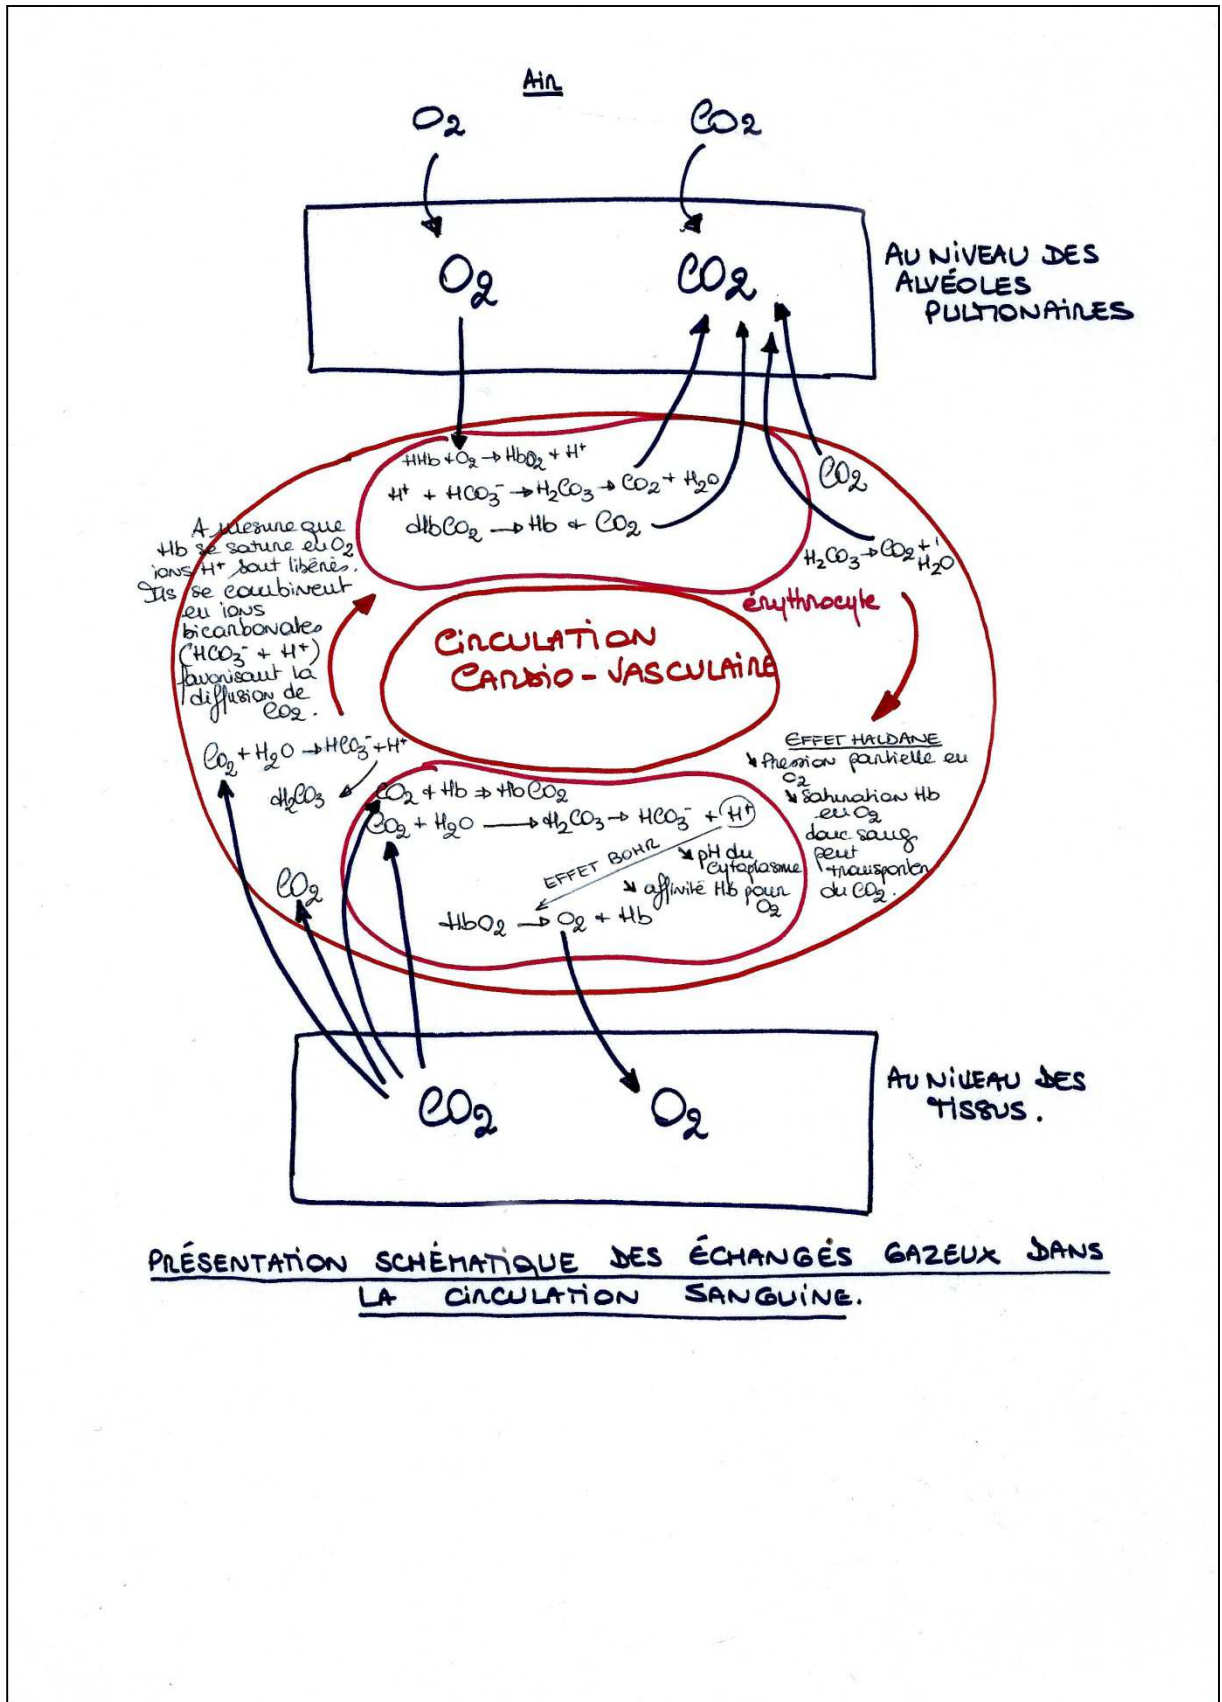 Air
O₂
CO₂
O₂
CO₂
AU NIVEAU DES
ALVÉOLES
PULMONAIRES
HHb + O₂ → HbO₂ + H⁺
H⁺ + HCO₃⁻ → H₂CO₃ → CO₂ + H₂O
HbCO₂ → Hb + CO₂
CO₂
H₂CO₃ → CO₂ +
H₂O
érythrocyte
A mesure que
Hb se sature en O₂
ions H⁺ sont libérés.
Ils se combinent
en ions
bicarbonates
(HCO₃⁻ + H⁺)
favorisant la
diffusion de
CO₂.
CIRCULATION
CARDIO-VASCULAIRE
EFFET HALDANE
↘ Pression partielle en
O₂
↘ Saturation Hb
en O₂
donc sang
peut
transporter
du CO₂.
CO₂ + H₂O → HCO₃⁻ + H⁺
H₂CO₃
CO₂
CO₂ + Hb → HbCO₂
CO₂ + H₂O → H₂CO₃ → HCO₃⁻ + H⁺
EFFET BOHR
↘ pH du
cytoplasme
↘ affinité Hb pour
O₂
HbO₂ → O₂ + Hb
CO₂
O₂
AU NIVEAU DES
TISSUS.
PRÉSENTATION SCHÉMATIQUE DES ÉCHANGES GAZEUX DANS
LA CIRCULATION SANGUINE.